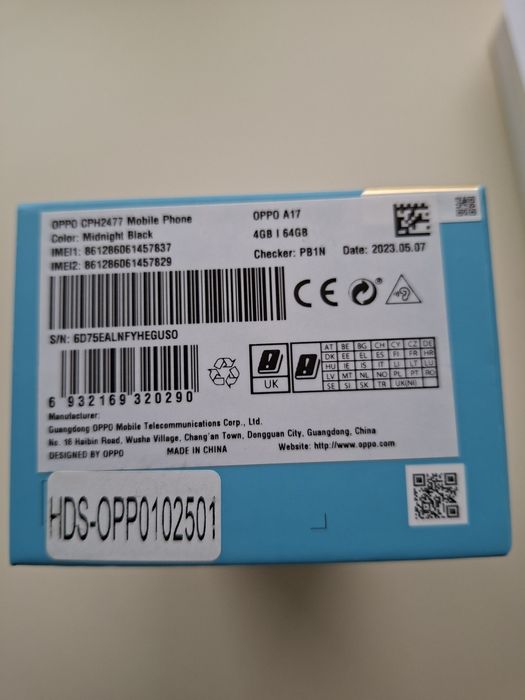 OPPO CPH2477 Mobile Phone OPPO A17
Color: Midnight Black 4GB | 64GB
IMEI1: 861286061457837 Checker: PB1N Date: 2023.05.07
IMEI2: 861286061457829
CE
S/N: 6D75EALNFYHEGUSO
UK
AT BE BG CH CY CZ DE
DK EE EL ES FI FR HR
HU IE IS IT LI LT LU
LV MT NL NO PL PT RO
SE SI SK TR UK(NI)
6 932169 320290
Manufacturer:
Guangdong OPPO Mobile Telecommunications Corp., Ltd.
No. 18 Haibin Road, Wusha Village, Chang'an Town, Dongguan City, Guangdong, China
DESIGNED BY OPPO MADE IN CHINA Website: http://www.oppo.com
HDS-OPP0102501